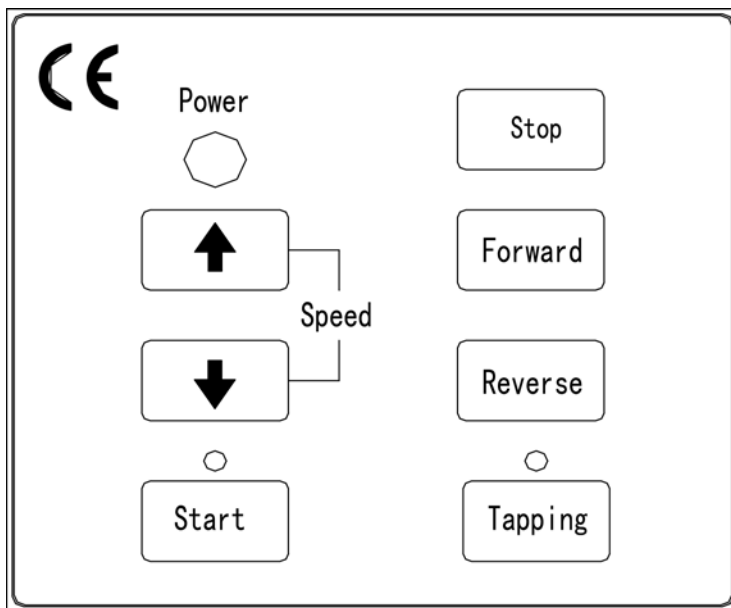 CE
Power
Stop
Forward
Speed
Reverse
Start
Tapping